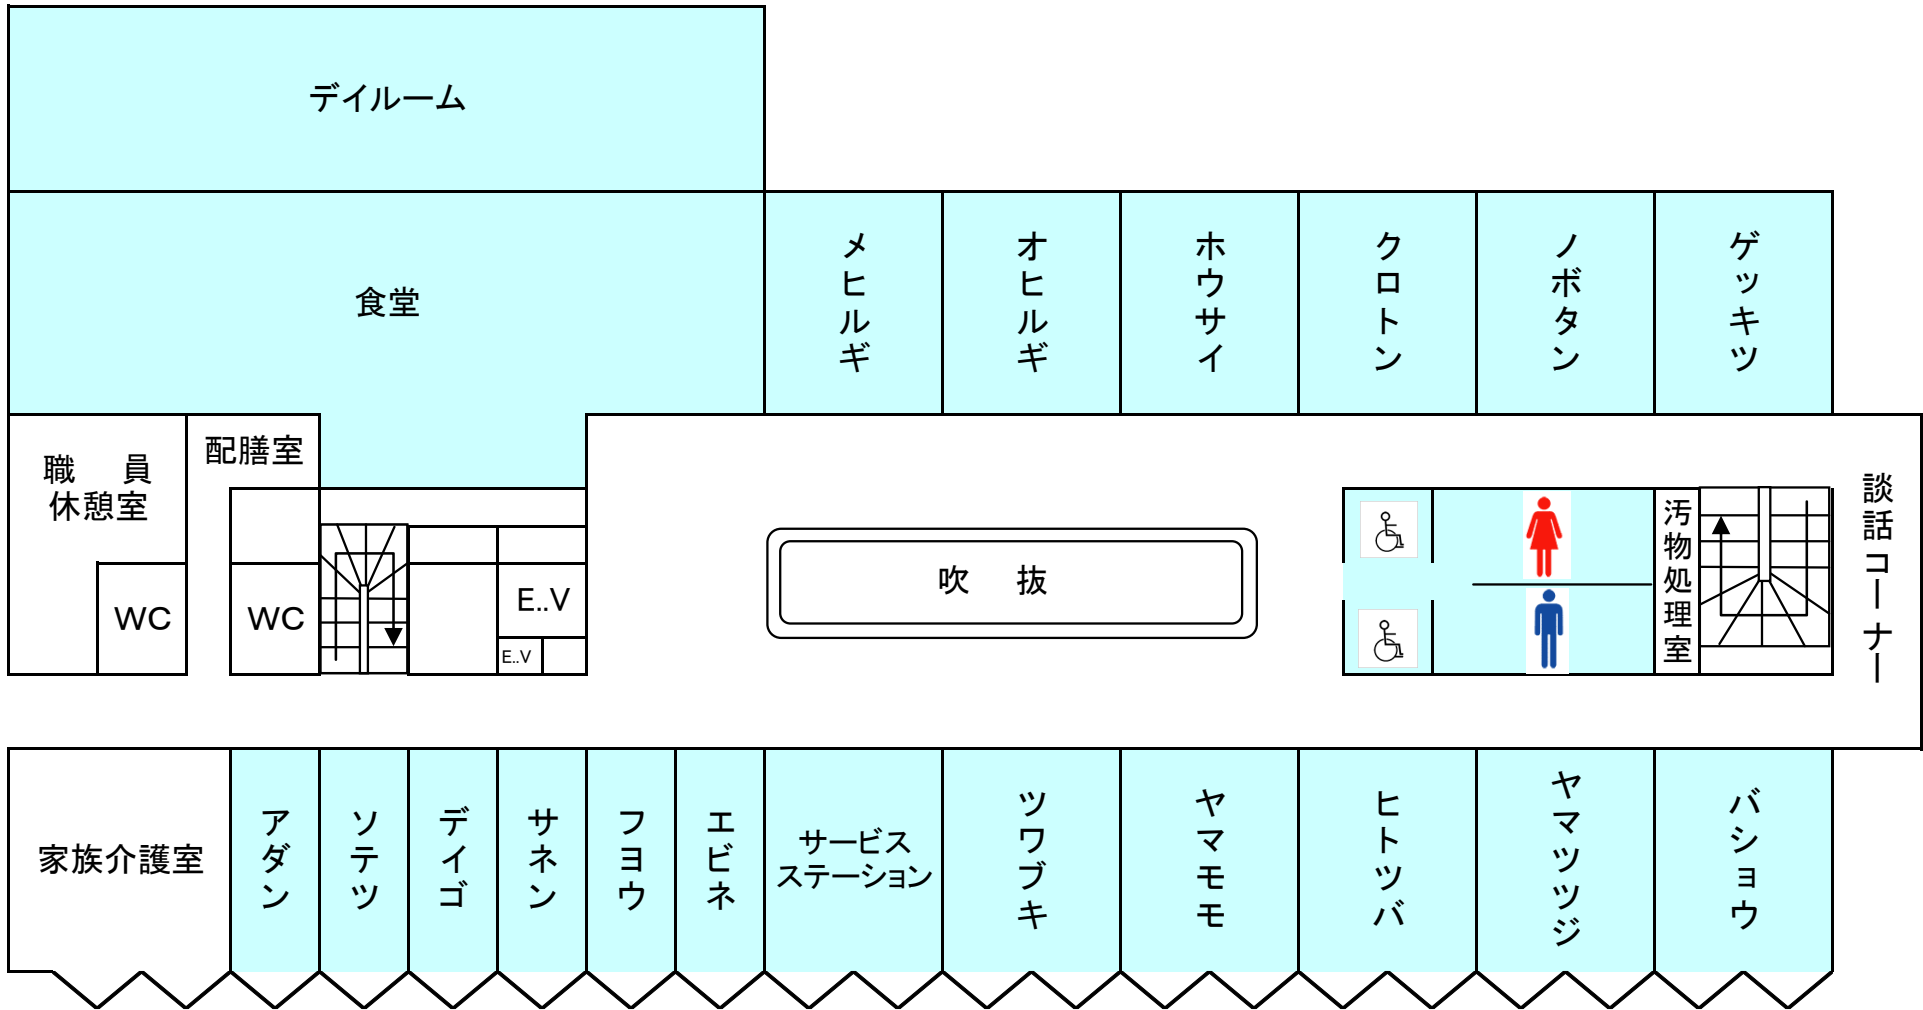 デイルーム
食堂
メヒルギ
オヒルギ
ホウサイ
クロトン
ノボタン
ゲッキツ
職　員
休憩室
配膳室
WC
WC
E..V
E..V
吹　抜
汚物処理室
談話コーナー
家族介護室
アダン
ソテツ
デイゴ
サネン
フヨウ
エビネ
サービス
ステーション
ツワブキ
ヤマモモ
ヒトツバ
ヤマツツジ
バショウ